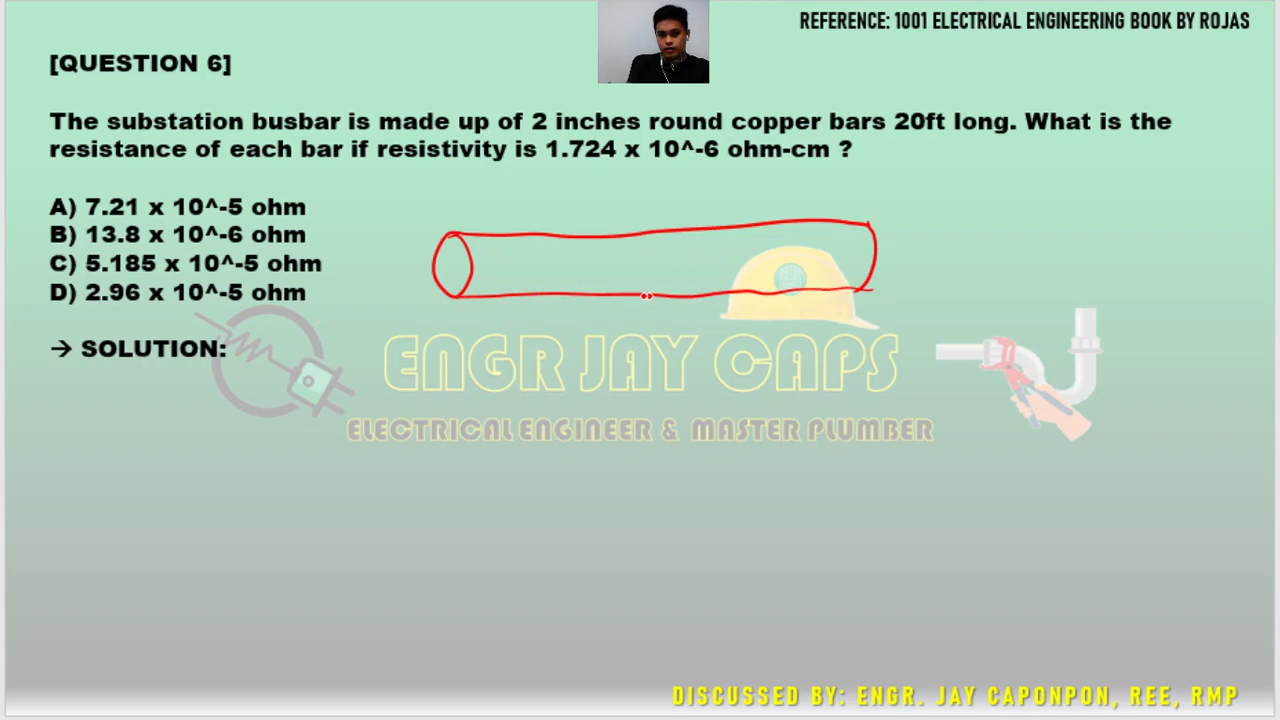 REFERENCE: 1001 ELECTRICAL ENGINEERING BOOK BY ROJAS
[QUESTION 6]
The substation busbar is made up of 2 inches round copper bars 20ft long. What is the
resistance of each bar if resistivity is 1.724 x 10^-6 ohm-cm ?
A) 7.21 x 10^-5 ohm
B) 13.8 x 10^-6 ohm
C) 5.185 x 10^-5 ohm
D) 2.96 x 10^-5 ohm
→ SOLUTION:
ENGR JAY CAPS
ELECTRICAL ENGINEER & MASTER PLUMBER
DISCUSSED BY: ENGR. JAY CAPONPON, REE, RMP